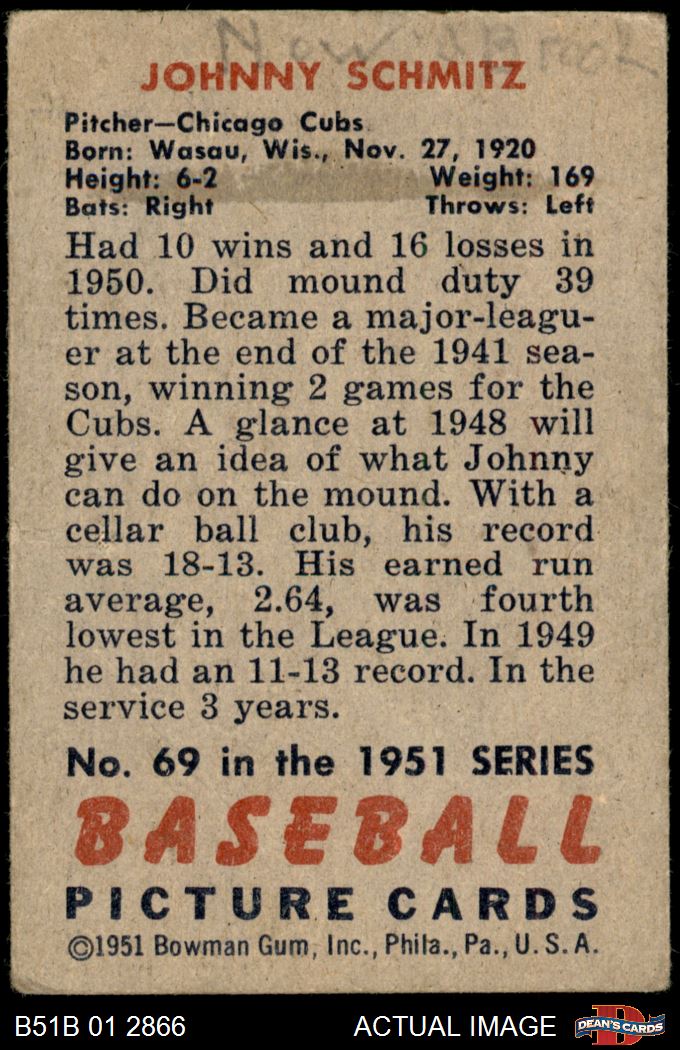 Now
JOHNNY SCHMITZ
Pitcher—Chicago Cubs
Born: Wasau, Wis., Nov. 27, 1920
Height: 6-2 Weight: 169
Bats: Right Throws: Left
Had 10 wins and 16 losses in
1950. Did mound duty 39
times. Became a major-leagu-
er at the end of the 1941 sea-
son, winning 2 games for the
Cubs. A glance at 1948 will
give an idea of what Johnny
can do on the mound. With a
cellar ball club, his record
was 18-13. His earned run
average, 2.64, was fourth
lowest in the League. In 1949
he had an 11-13 record. In the
service 3 years.
No. 69 in the 1951 SERIES
BASEBALL
PICTURE CARDS
©1951 Bowman Gum, Inc., Phila., Pa., U. S. A.
B51B 01 2866 ACTUAL IMAGE D DEAN'S CARDS